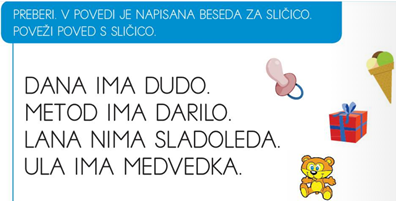 PREBERI. V POVEDI JE NAPISANA BESEDA ZA SLIČICO.
POVEŽI POVED S SLIČICO.
DANA IMA DUDO.
METOD IMA DARILO.
LANA NIMA SLADOLEDA.
ULA IMA MEDVEDKA.